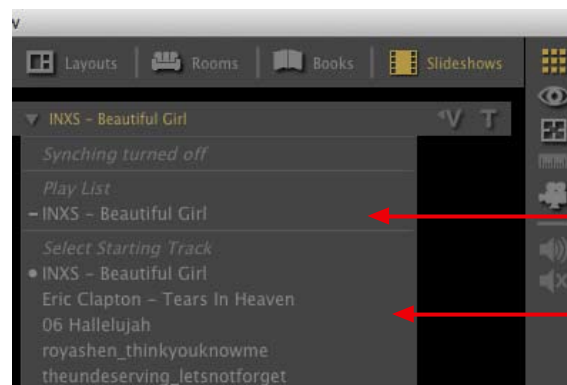 v
Layouts Rooms Books Slideshows
INXS – Beautiful Girl V T
Synching turned off
Play List
– INXS – Beautiful Girl
Select Starting Track
• INXS – Beautiful Girl
Eric Clapton – Tears In Heaven
06 Hallelujah
royashen_thinkyouknowme
theundeserving_letsnotforget